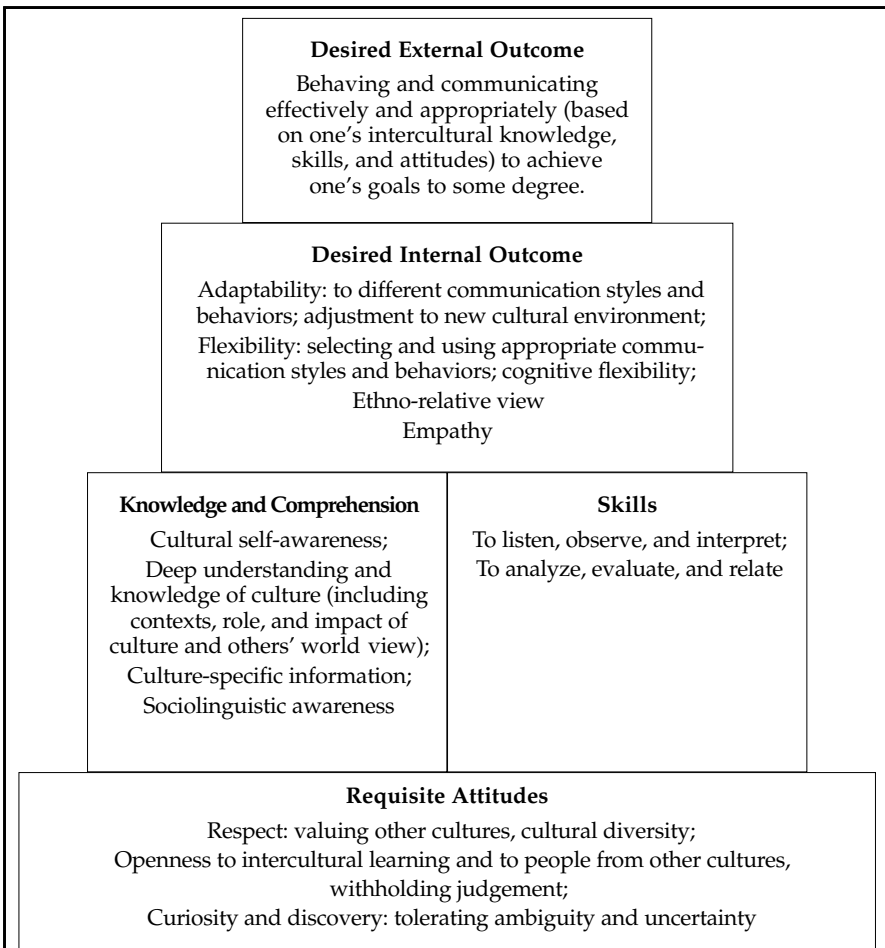 Desired External Outcome
Behaving and communicating
effectively and appropriately (based
on one’s intercultural knowledge,
skills, and attitudes) to achieve
one’s goals to some degree.
Desired Internal Outcome
Adaptability: to different communication styles and
behaviors; adjustment to new cultural environment;
Flexibility: selecting and using appropriate commu-
nication styles and behaviors; cognitive flexibility;
Ethno-relative view
Empathy
Knowledge and Comprehension
Cultural self-awareness;
Deep understanding and
knowledge of culture (including
contexts, role, and impact of
culture and others’ world view);
Culture-specific information;
Sociolinguistic awareness
Skills
To listen, observe, and interpret;
To analyze, evaluate, and relate
Requisite Attitudes
Respect: valuing other cultures, cultural diversity;
Openness to intercultural learning and to people from other cultures,
withholding judgement;
Curiosity and discovery: tolerating ambiguity and uncertainty